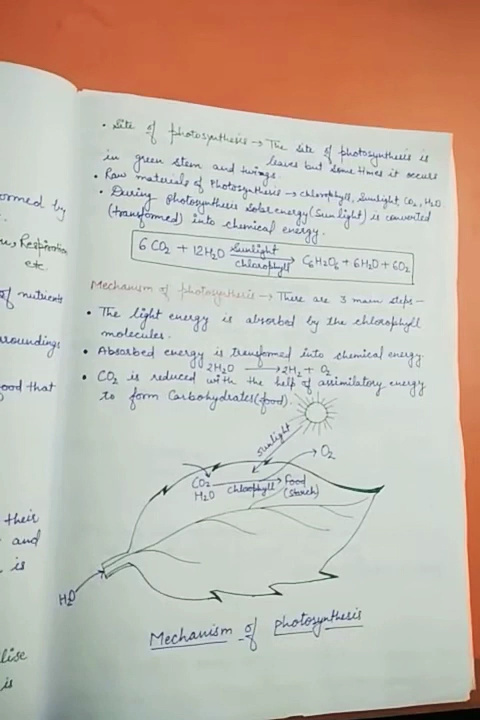 ormed by
u, Respiration
etc.
of nutrients
rroundings
ood that
their
and
is
lise
is
• Site of photosynthesis → The site of photosynthesis is
leaves but some times it occurs
in green stem and twings.
• Raw materials of Photosynthesis → chlorophyll, Sunlight CO2, H2O
• During photosynthesis Solar energy (Sunlight) is converted
(transformed) into chemical energy.
6 CO2 + 12H2O Sunlight → C6H2O6 + 6H2O + 6O2
chlorophyll
Mechanism of photosynthesis → There are 3 main steps -
• The light energy is absorbed by the chlorophyll
molecules.
• Absorbed energy is transformed into chemical energy
2H2O → 2H2 + O2
• CO2 is reduced with the help of assimilatory energy
to form Carbohydrates (food).
sunlight
O2
CO2 → Food
H2O Chlorophyll (Starch)
H2O
Mechanism of photosynthesis